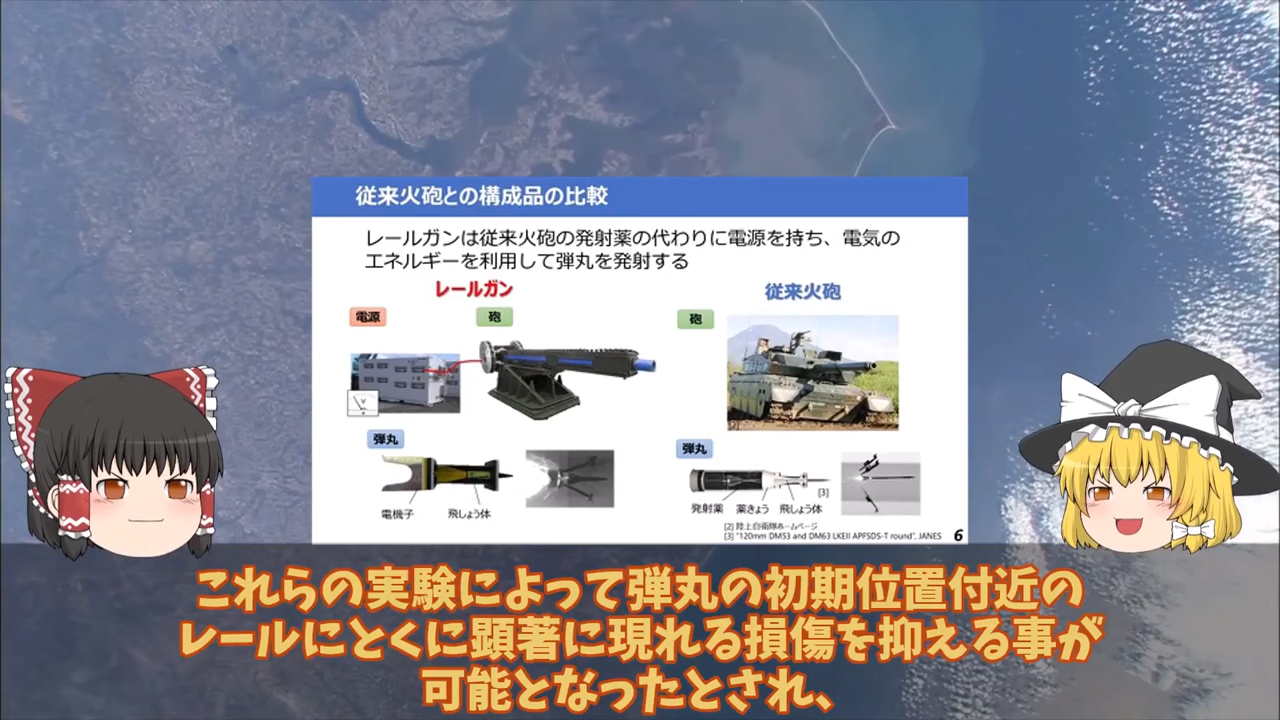 従来火砲との構成品の比較
レールガンは従来火砲の発射薬の代わりに電源を持ち、電気の
エネルギーを利用して弾丸を発射する
レールガン
従来火砲
電源
砲
砲
弾丸
弾丸
電機子
飛しょう体
発射薬
薬きょう
飛しょう体
[3]
[2] 陸上自衛隊ホームページ
[3] "120mm DM53 and DM63 LKEII APFSDS-T round", JANES
6
これらの実験によって弾丸の初期位置付近の
レールにとくに顕著に現れる損傷を抑える事が
可能となったとされ、